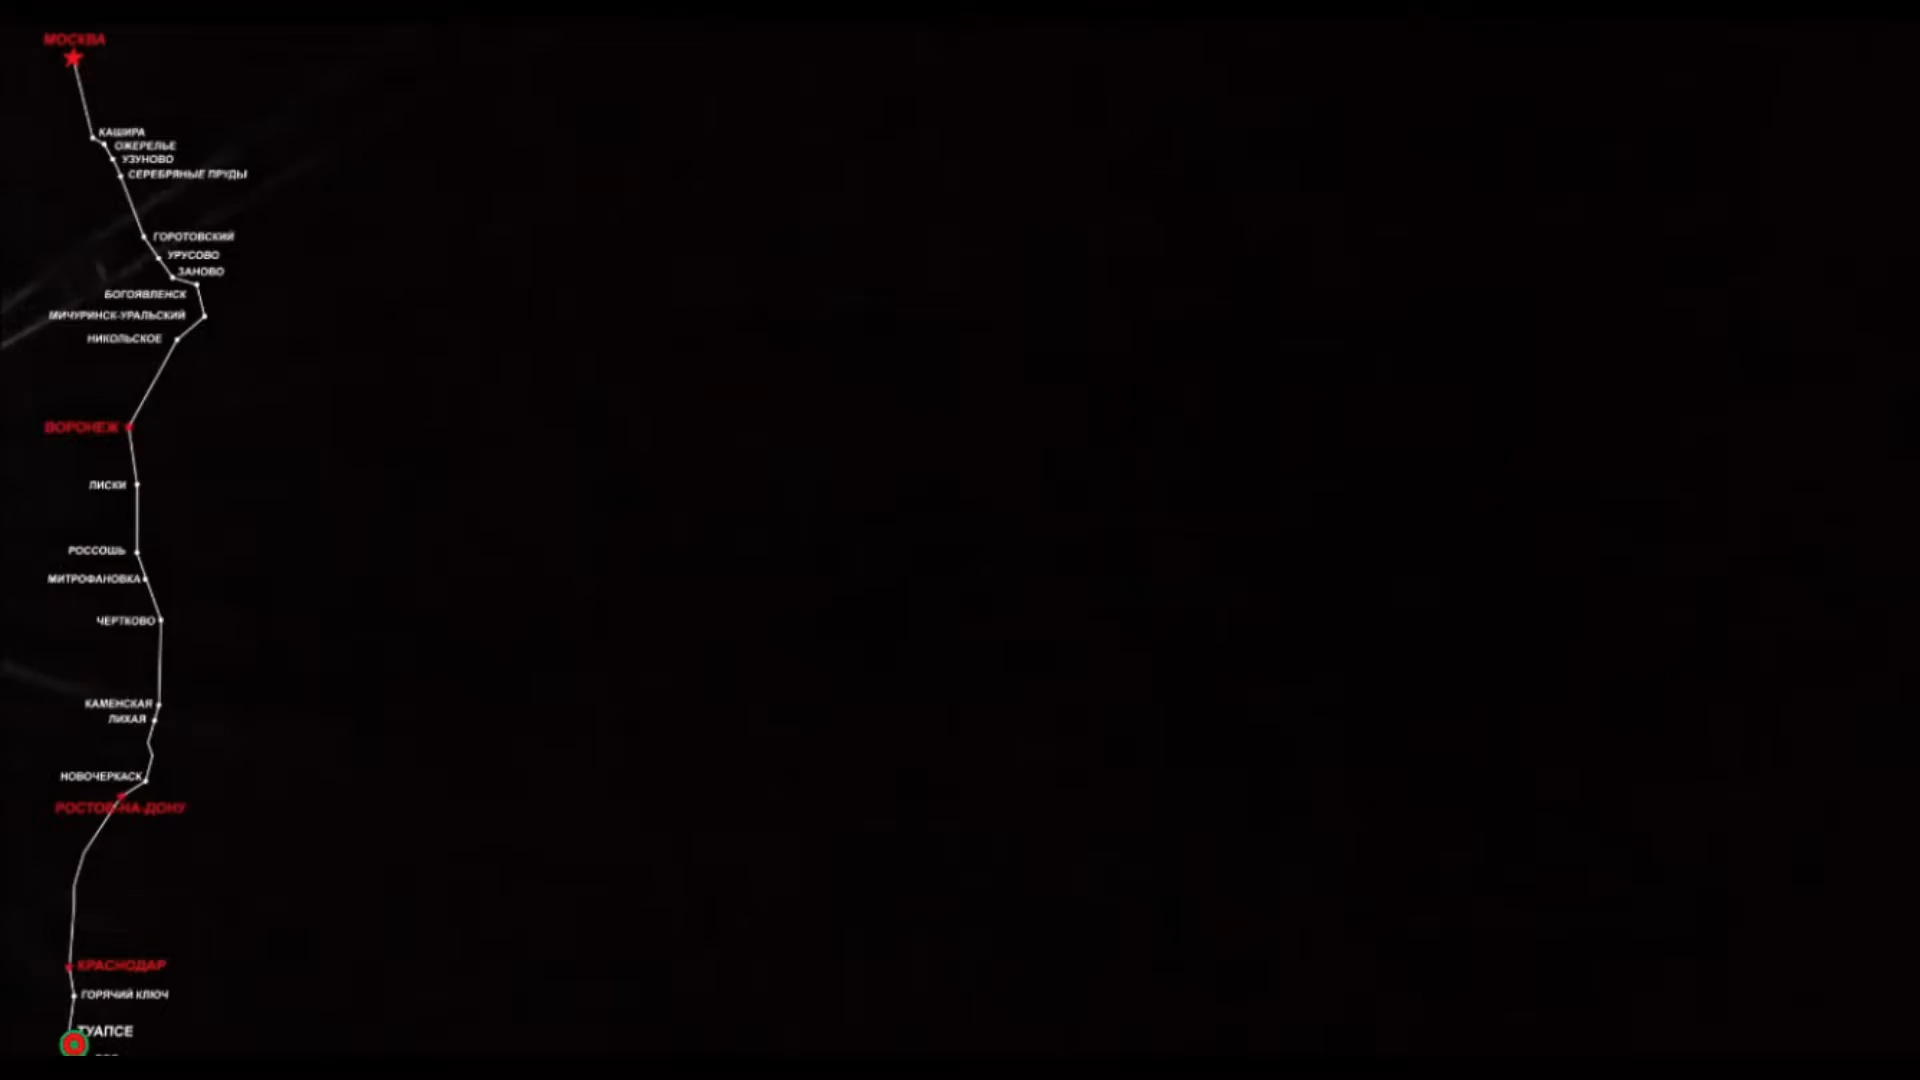 МОСКВА
КАШИРА
ОЖЕРЕЛЬЕ
УЗУНОВО
СЕРЕБРЯНЫЕ ПРУДЫ
ГОРОТОВСКИЙ
УРУСОВО
ЗАНОВО
БОГОЯВЛЕНСК
МИЧУРИНСК-УРАЛЬСКИЙ
НИКОЛЬСКОЕ
ВОРОНЕЖ
ЛИСКИ
РОССОШЬ
МИТРОФАНОВКА
ЧЕРТКОВО
КАМЕНСКАЯ
ЛИХАЯ
НОВОЧЕРКАСК
РОСТОВ-НА-ДОНУ
КРАСНОДАР
ГОРЯЧИЙ КЛЮЧ
ТУАПСЕ